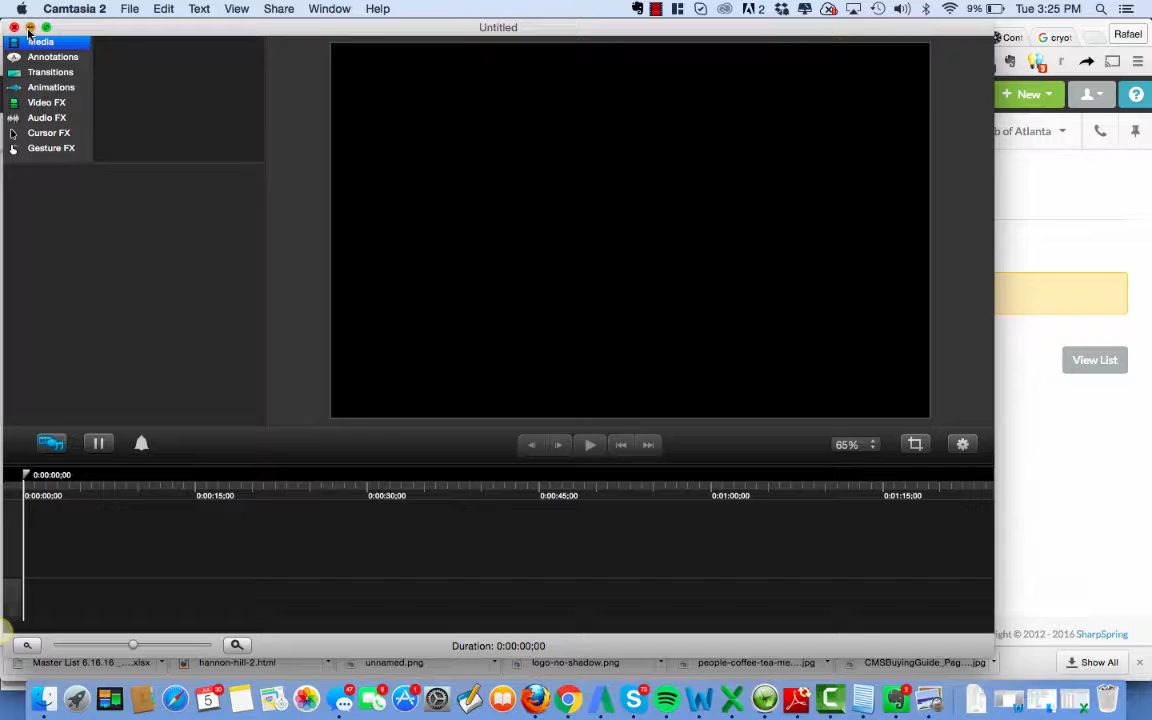 Camtasia 2 File Edit Text View Share Window Help
2 9% Tue 3:25 PM
Untitled
Cont cryot Rafael
Media
Annotations
Transitions
Animations
Video FX
Audio FX
Cursor FX
Gesture FX
r 3
+ New ?
b of Atlanta
View List
65%
0:00:00;00
0:00:00;00 0:00:15;00 0:00:30;00 0:00:45;00 0:01:00;00 0:01:15;00
ght © 2012 - 2016 SharpSpring
Duration: 0:00:00;00
Master List 6.16.16 _....xlsx hannon-hill-2.html unnamed.png logo-no-shadow.png people-coffee-tea-me....jpg CMSBuyingGuide_Pag....jpg Show All